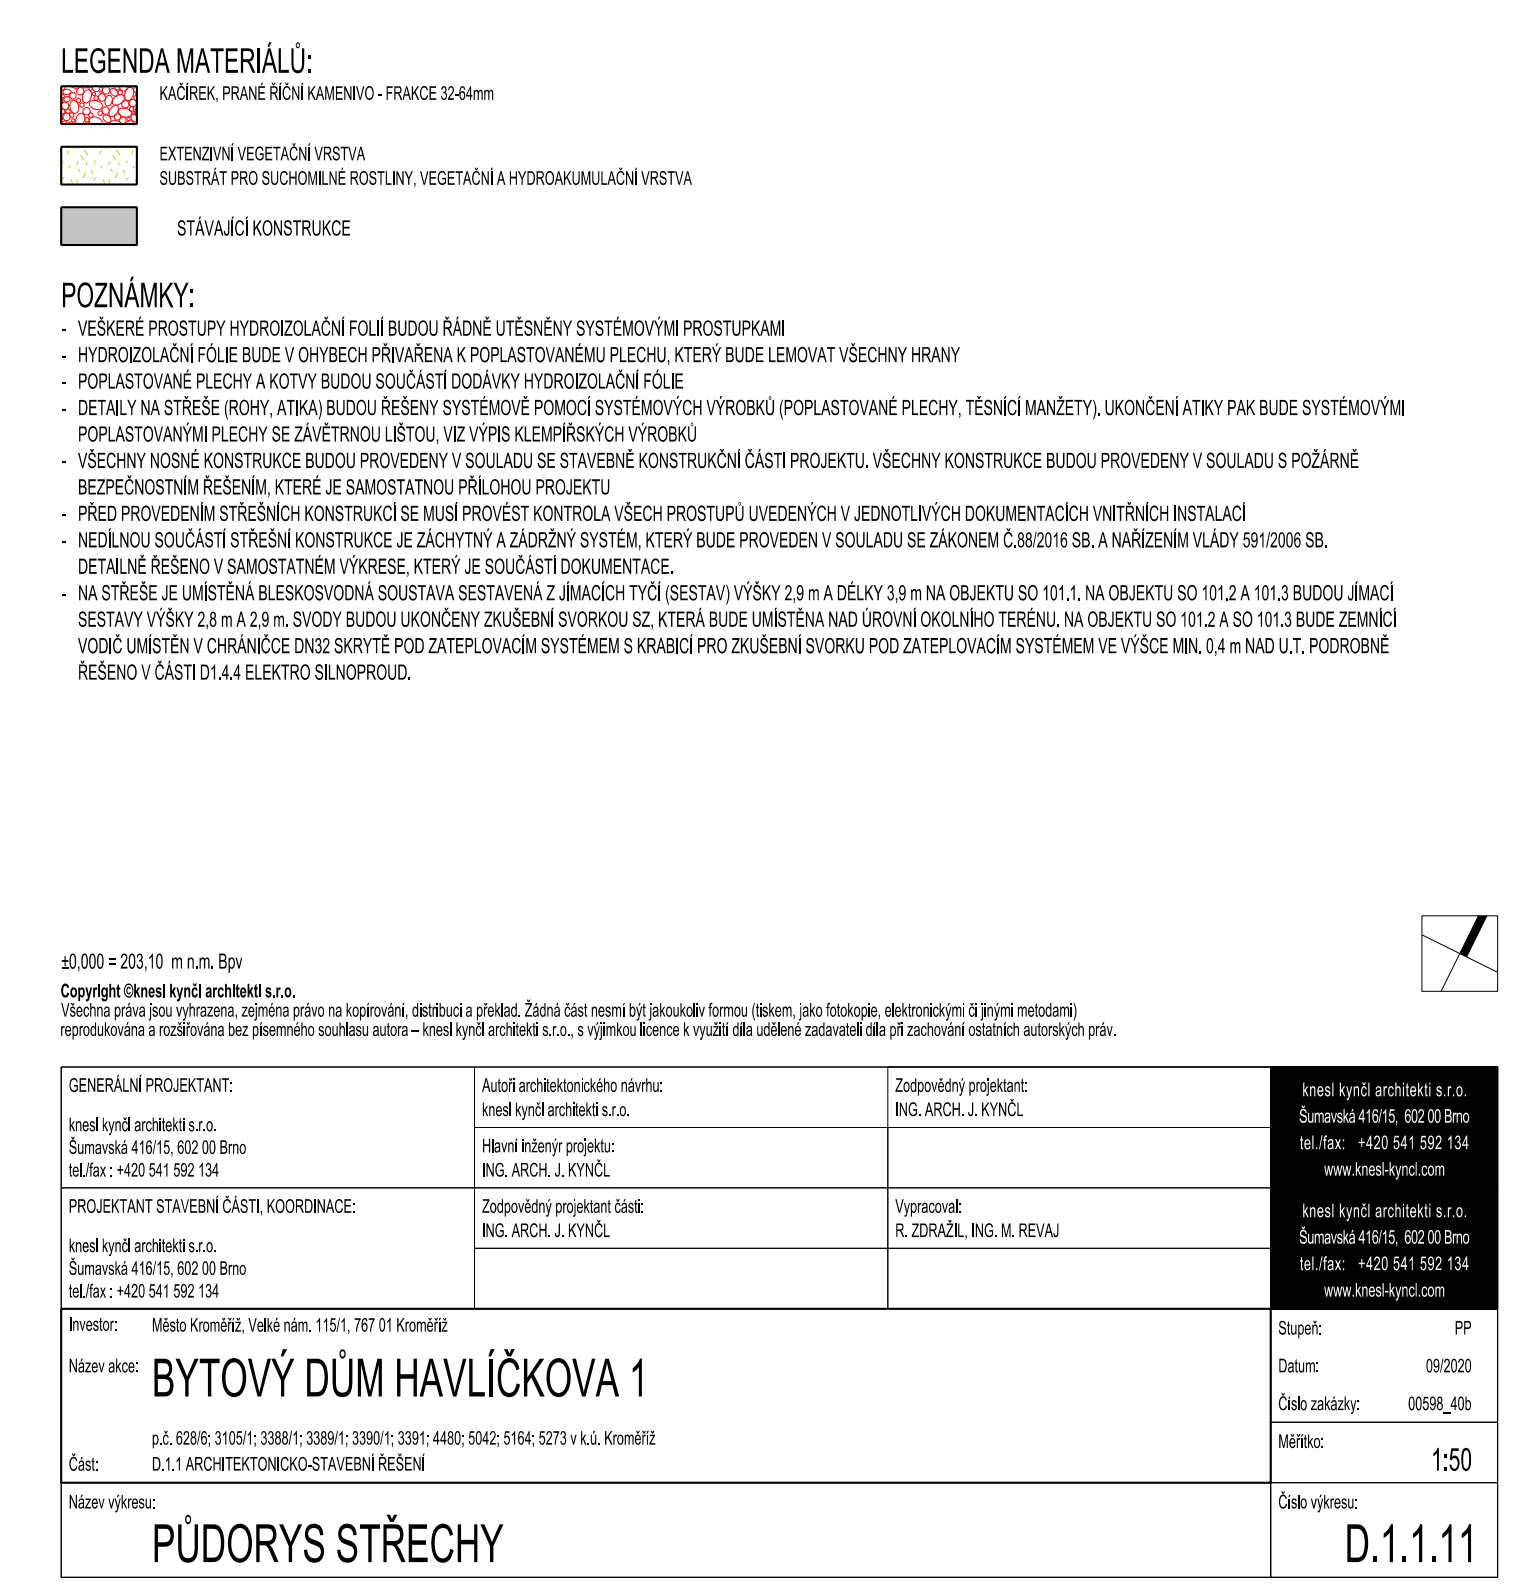 LEGENDA MATERIÁLŮ:
KAČÍREK, PRANÉ ŘÍČNÍ KAMENIVO - FRAKCE 32-64mm
EXTENZIVNÍ VEGETAČNÍ VRSTVA
SUBSTRÁT PRO SUCHOMILNÉ ROSTLINY, VEGETAČNÍ A HYDROAKUMULAČNÍ VRSTVA
STÁVAJÍCÍ KONSTRUKCE
POZNÁMKY:
- VEŠKERÉ PROSTUPY HYDROIZOLAČNÍ FOLIÍ BUDOU ŘÁDNĚ UTĚSNĚNY SYSTÉMOVÝMI PROSTUPKAMI
- HYDROIZOLAČNÍ FÓLIE BUDE V OHYBECH PŘIVAŘENA K POPLASTOVANÉMU PLECHU, KTERÝ BUDE LEMOVAT VŠECHNY HRANY
- POPLASTOVANÉ PLECHY A KOTVY BUDOU SOUČÁSTÍ DODÁVKY HYDROIZOLAČNÍ FÓLIE
- DETAILY NA STŘEŠE (ROHY, ATIKA) BUDOU ŘEŠENY SYSTÉMOVĚ POMOCÍ SYSTÉMOVÝCH VÝROBKŮ (POPLASTOVANÉ PLECHY, TĚSNÍCÍ MANŽETY). UKONČENÍ ATIKY PAK BUDE SYSTÉMOVÝMI
POPLASTOVANÝMI PLECHY SE ZÁVĚTRNOU LIŠTOU, VIZ VÝPIS KLEMPÍŘSKÝCH VÝROBKŮ
- VŠECHNY NOSNÉ KONSTRUKCE BUDOU PROVEDENY V SOULADU SE STAVEBNĚ KONSTRUKČNÍ ČÁSTI PROJEKTU. VŠECHNY KONSTRUKCE BUDOU PROVEDENY V SOULADU S POŽÁRNĚ
BEZPEČNOSTNÍM ŘEŠENÍM, KTERÉ JE SAMOSTATNOU PŘÍLOHOU PROJEKTU
- PŘED PROVEDENÍM STŘEŠNÍCH KONSTRUKCÍ SE MUSÍ PROVÉST KONTROLA VŠECH PROSTUPŮ UVEDENÝCH V JEDNOTLIVÝCH DOKUMENTACÍCH VNITŘNÍCH INSTALACÍ
- NEDÍLNOU SOUČÁSTÍ STŘEŠNÍ KONSTRUKCE JE ZÁCHYTNÝ A ZÁDRŽNÝ SYSTÉM, KTERÝ BUDE PROVEDEN V SOULADU SE ZÁKONEM Č.88/2016 SB. A NAŘÍZENÍM VLÁDY 591/2006 SB.
DETAILNĚ ŘEŠENO V SAMOSTATNÉM VÝKRESE, KTERÝ JE SOUČÁSTÍ DOKUMENTACE.
- NA STŘEŠE JE UMÍSTĚNÁ BLESKOSVODNÁ SOUSTAVA SESTAVENÁ Z JÍMACÍCH TYČÍ (SESTAV) VÝŠKY 2,9 m A DÉLKY 3,9 m NA OBJEKTU SO 101.1. NA OBJEKTU SO 101.2 A 101.3 BUDOU JÍMACÍ
SESTAVY VÝŠKY 2,8 m A 2,9 m. SVODY BUDOU UKONČENY ZKUŠEBNÍ SVORKOU SZ, KTERÁ BUDE UMÍSTĚNA NAD ÚROVNÍ OKOLNÍHO TERÉNU. NA OBJEKTU SO 101.2 A SO 101.3 BUDE ZEMNÍCÍ
VODIČ UMÍSTĚN V CHRÁNIČCE DN32 SKRYTĚ POD ZATEPLOVACÍM SYSTÉMEM S KRABICÍ PRO ZKUŠEBNÍ SVORKU POD ZATEPLOVACÍM SYSTÉMEM VE VÝŠCE MIN. 0,4 m NAD U.T. PODROBNĚ
ŘEŠENO V ČÁSTI D1.4.4 ELEKTRO SILNOPROUD.
±0,000 = 203,10 m n.m. Bpv
Copyright ©knesl kynčl architekti s.r.o.
Všechna práva jsou vyhrazena, zejména právo na kopírování, distribuci a překlad. Žádná část nesmí být jakoukoliv formou (tiskem, jako fotokopie, elektronickými či jinými metodami)
reprodukována a rozšiřována bez písemného souhlasu autora – knesl kynčl architekti s.r.o., s výjimkou licence k využití díla udělené zadavateli díla při zachování ostatních autorských práv.
GENERÁLNÍ PROJEKTANT:
knesl kynčl architekti s.r.o.
Šumavská 416/15, 602 00 Brno
tel./fax : +420 541 592 134
Autoři architektonického návrhu:
knesl kynčl architekti s.r.o.
Zodpovědný projektant:
ING. ARCH. J. KYNČL
Hlavní inženýr projektu:
ING. ARCH. J. KYNČL
knesl kynčl architekti s.r.o.
Šumavská 416/15, 602 00 Brno
tel./fax: +420 541 592 134
www.knesl-kyncl.com
PROJEKTANT STAVEBNÍ ČÁSTI, KOORDINACE:
knesl kynčl architekti s.r.o.
Šumavská 416/15, 602 00 Brno
tel./fax : +420 541 592 134
Zodpovědný projektant části:
ING. ARCH. J. KYNČL
Vypracoval:
R. ZDRAŽIL, ING. M. REVAJ
knesl kynčl architekti s.r.o.
Šumavská 416/15, 602 00 Brno
tel./fax: +420 541 592 134
www.knesl-kyncl.com
Investor: Město Kroměříž, Velké nám. 115/1, 767 01 Kroměříž
Název akce: BYTOVÝ DŮM HAVLÍČKOVA 1
p.č. 628/6; 3105/1; 3388/1; 3389/1; 3390/1; 3391; 4480; 5042; 5164; 5273 v k.ú. Kroměříž
Část: D.1.1 ARCHITEKTONICKO-STAVEBNÍ ŘEŠENÍ
Stupeň: PP
Datum: 09/2020
Číslo zakázky: 00598_40b
Měřítko: 1:50
Název výkresu:
PŮDORYS STŘECHY
Číslo výkresu:
D.1.1.11